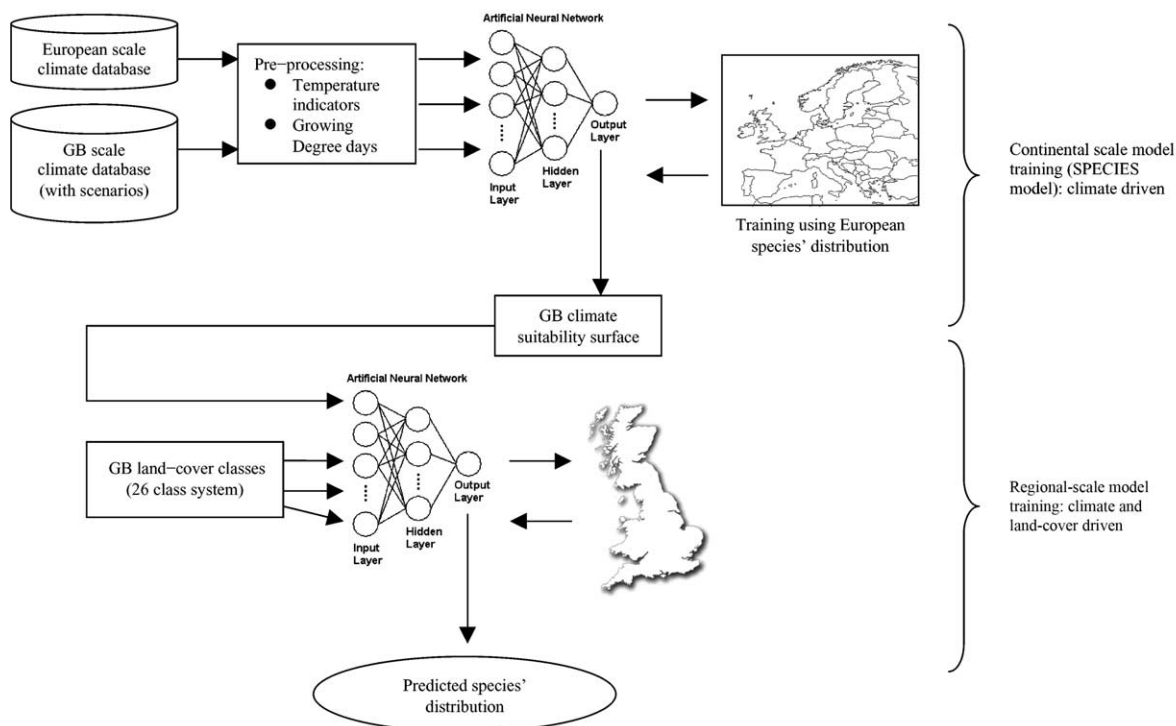 European scale
climate database
GB scale
climate database
(with scenarios)
Pre−processing:
● Temperature
indicators
● Growing
Degree days
Artificial Neural Network
Input
Layer
Hidden
Layer
Output
Layer
Training using European
species’ distribution
Continental scale model
training (SPECIES
model): climate driven
GB climate
suitability surface
Artificial Neural Network
GB land−cover classes
(26 class system)
Input
Layer
Hidden
Layer
Output
Layer
Regional-scale model
training: climate and
land-cover driven
Predicted species’
distribution